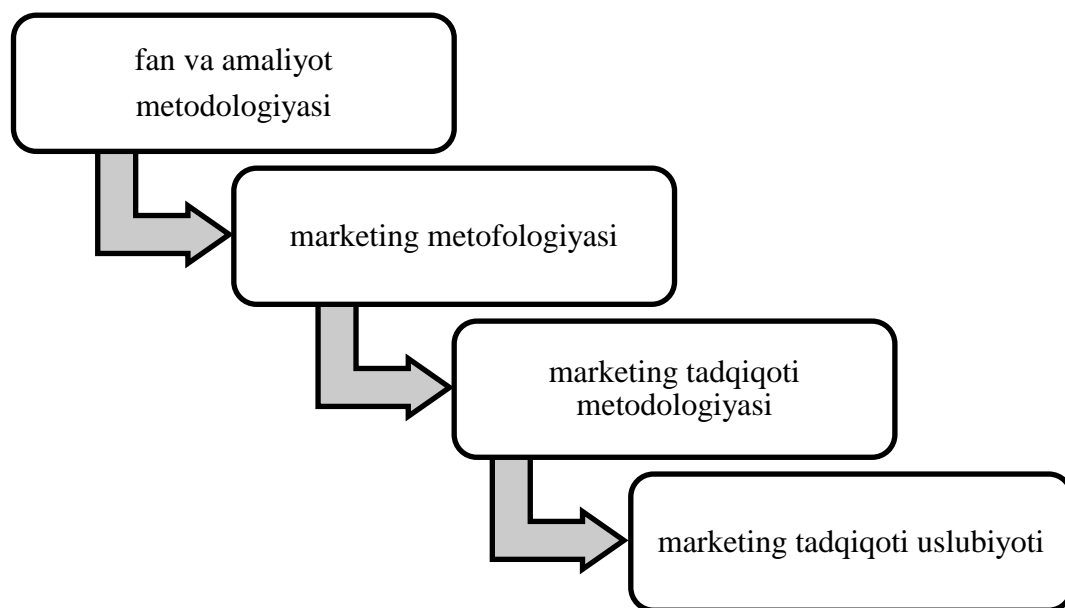 fan va amaliyot
metodologiyasi
marketing metofologiyasi
marketing tadqiqoti
metodologiyasi
marketing tadqiqoti uslubiyoti